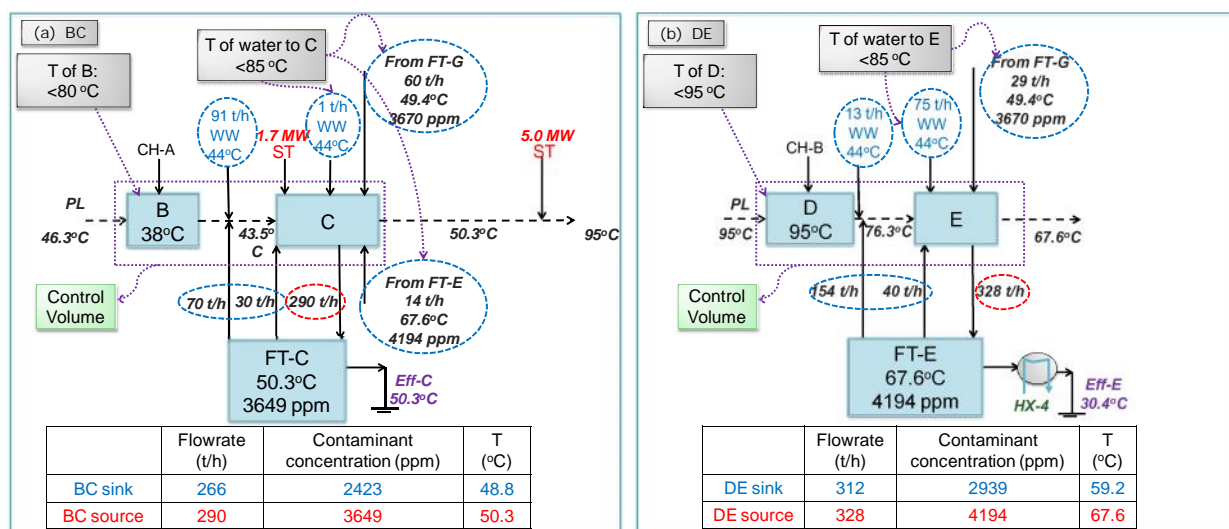 (a) BC
T of B:
<80 °C
T of water to C
<85 °C
From FT-G
60 t/h
49.4°C
3670 ppm
91 t/h
WW
44°C
1.7 MW
ST
1 t/h
WW
44°C
5.0 MW
ST
CH-A
PL
46.3°C
B
38°C
43.5°
C
C
50.3°C
95°C
Control
Volume
70 t/h
30 t/h
290 t/h
From FT-E
14 t/h
67.6°C
4194 ppm
FT-C
50.3°C
3649 ppm
Eff-C
50.3°C
Flowrate (t/h) Contaminant concentration (ppm) T (°C)
BC sink 266 2423 48.8
BC source 290 3649 50.3
(b) DE
T of D:
<95 °C
T of water to E
<85 °C
From FT-G
29 t/h
49.4°C
3670 ppm
13 t/h
WW
44°C
75 t/h
WW
44°C
CH-B
PL
95°C
D
95°C
76.3°C
E
67.6°C
Control
Volume
154 t/h
40 t/h
328 t/h
FT-E
67.6°C
4194 ppm
HX-4
Eff-E
30.4°C
Flowrate (t/h) Contaminant concentration (ppm) T (°C)
DE sink 312 2939 59.2
DE source 328 4194 67.6